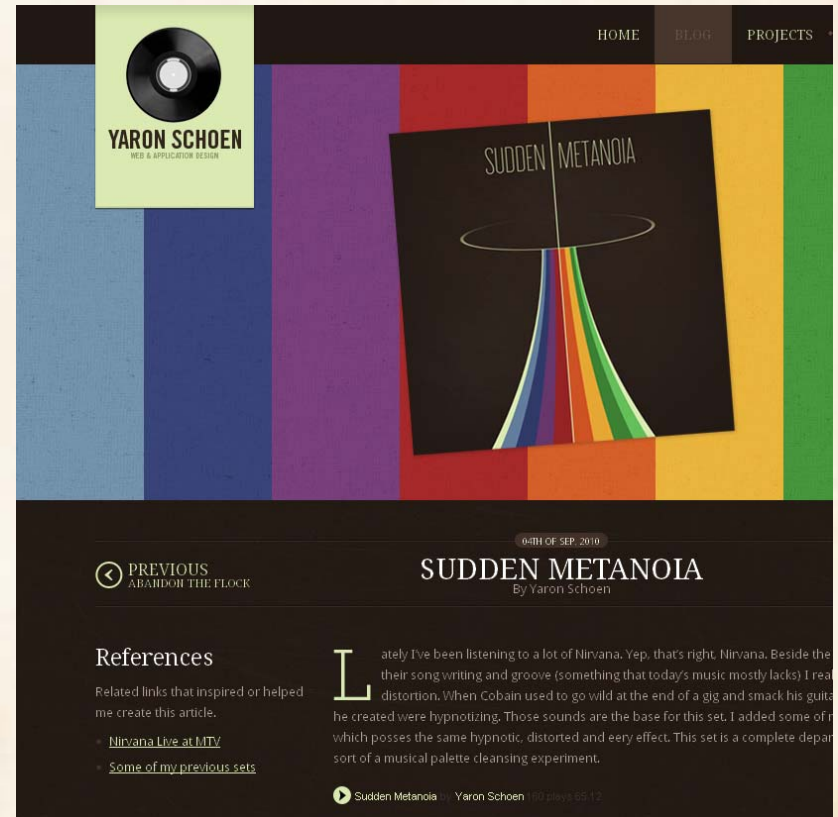 HOME BLOG PROJECTS
YARON SCHOEN
WEB & APPLICATION DESIGN
SUDDEN METANOIA
04TH OF SEP. 2010
PREVIOUS
ABANDON THE FLOCK
SUDDEN METANOIA
By Yaron Schoen
References
Related links that inspired or helped
me create this article.
Nirvana Live at MTV
Some of my previous sets
Lately I've been listening to a lot of Nirvana. Yep, that's right, Nirvana. Beside the
their song writing and groove (something that today's music mostly lacks) I
distortion. When Cobain used to go wild at the end of a gig and smack his
he created were hypnotizing. Those sounds are the base for this set. I added some of
which posses the same hypnotic, distorted and eery effect. This set is a complete
sort of a musical palette cleansing experiment.
Sudden Metanoia by Yaron Schoen 160 plays 65.12